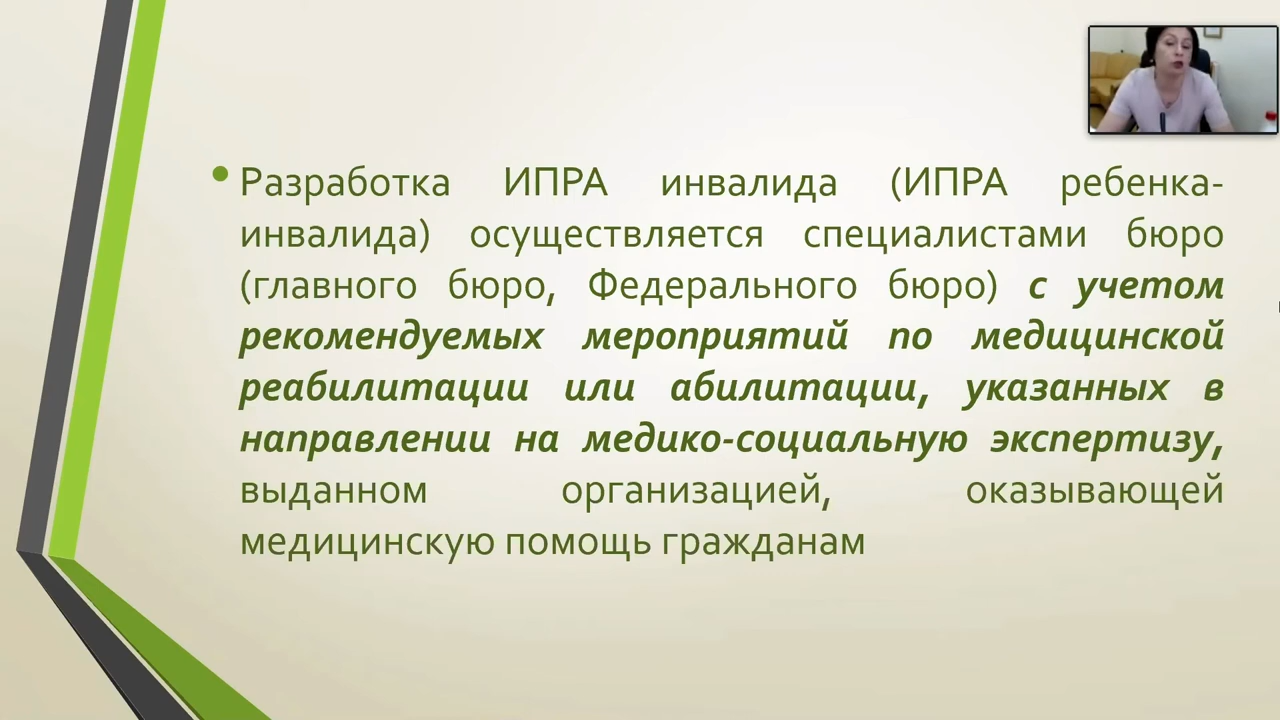 • Разработка ИПРА инвалида (ИПРА ребенка-
инвалида) осуществляется специалистами бюро
(главного бюро, Федерального бюро) с учетом
рекомендуемых мероприятий по медицинской
реабилитации или абилитации, указанных в
направлении на медико-социальную экспертизу,
выданном организацией, оказывающей
медицинскую помощь гражданам